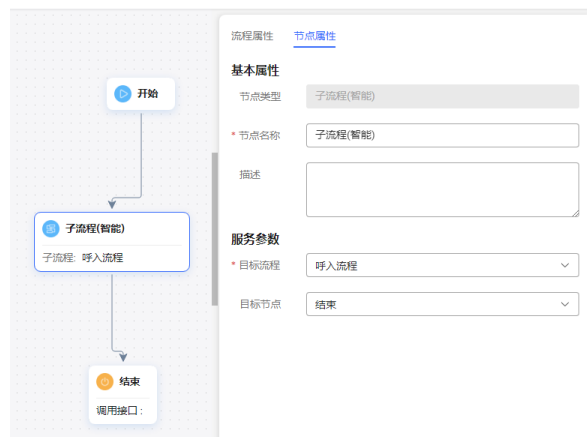 流程属性 节点属性
基本属性
节点类型 子流程(智能)
* 节点名称 子流程(智能)
描述
服务参数
* 目标流程 呼入流程
目标节点 结束
开始
子流程(智能)
子流程: 呼入流程
结束
调用接口 :